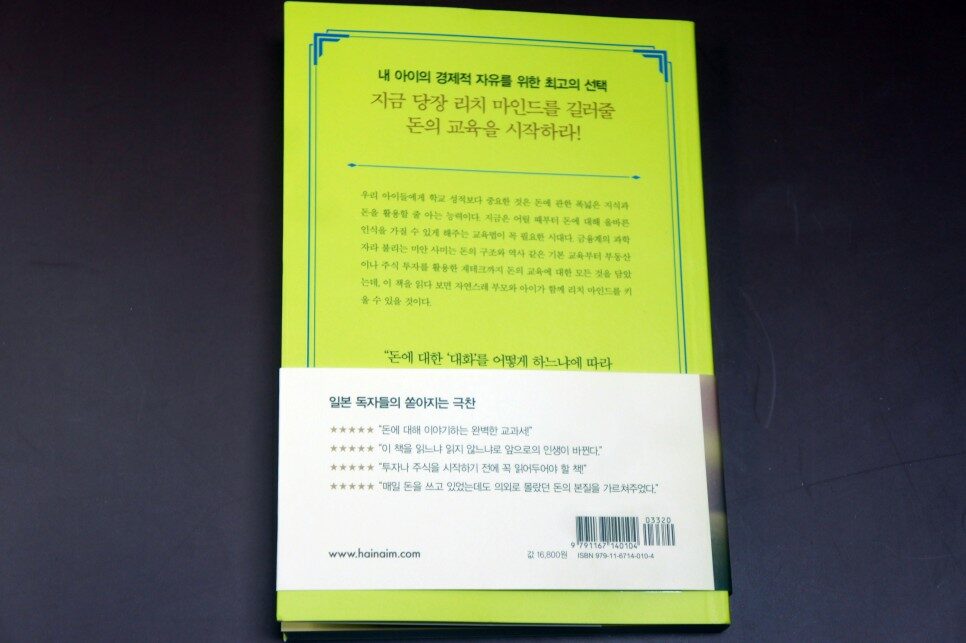 내 아이의 경제적 자유를 위한 최고의 선택
지금 당장 리치 마인드를 길러줄
돈의 교육을 시작하라!
우리 아이들에게 학교 성적보다 중요한 것은 돈에 관한 폭넓은 지식과
돈을 활용할 줄 아는 능력이다. 지금은 어릴 때부터 돈에 대해 올바른
인식을 가질 수 있게 해주는 교육법이 꼭 필요한 시대다. 금융계의 과학
자라 불리는 미안 사미는 돈의 구조와 역사 같은 기본 교육부터 부동산
이나 주식 투자를 활용한 재테크까지 돈의 교육에 대한 모든 것을 담았
는데, 이 책을 읽다 보면 자연스레 부모와 아이가 함께 리치 마인드를 키
울 수 있을 것이다.
“돈에 대한 ‘대화’를 어떻게 하느냐에 따라
일본 독자들의 쏟아지는 극찬
★★★★★ “돈에 대해 이야기하는 완벽한 교과서!”
★★★★★ “이 책을 읽느냐 읽지 않느냐로 앞으로의 인생이 바뀐다.”
★★★★★ “투자나 주식을 시작하기 전에 꼭 읽어두어야 할 책!”
★★★★★ “매일 돈을 쓰고 있었는데도 의외로 몰랐던 돈의 본질을 가르쳐주었다.”
03320
9 791167 140104
www.hainaim.com
값 16,800원
ISBN 979-11-6714-010-4